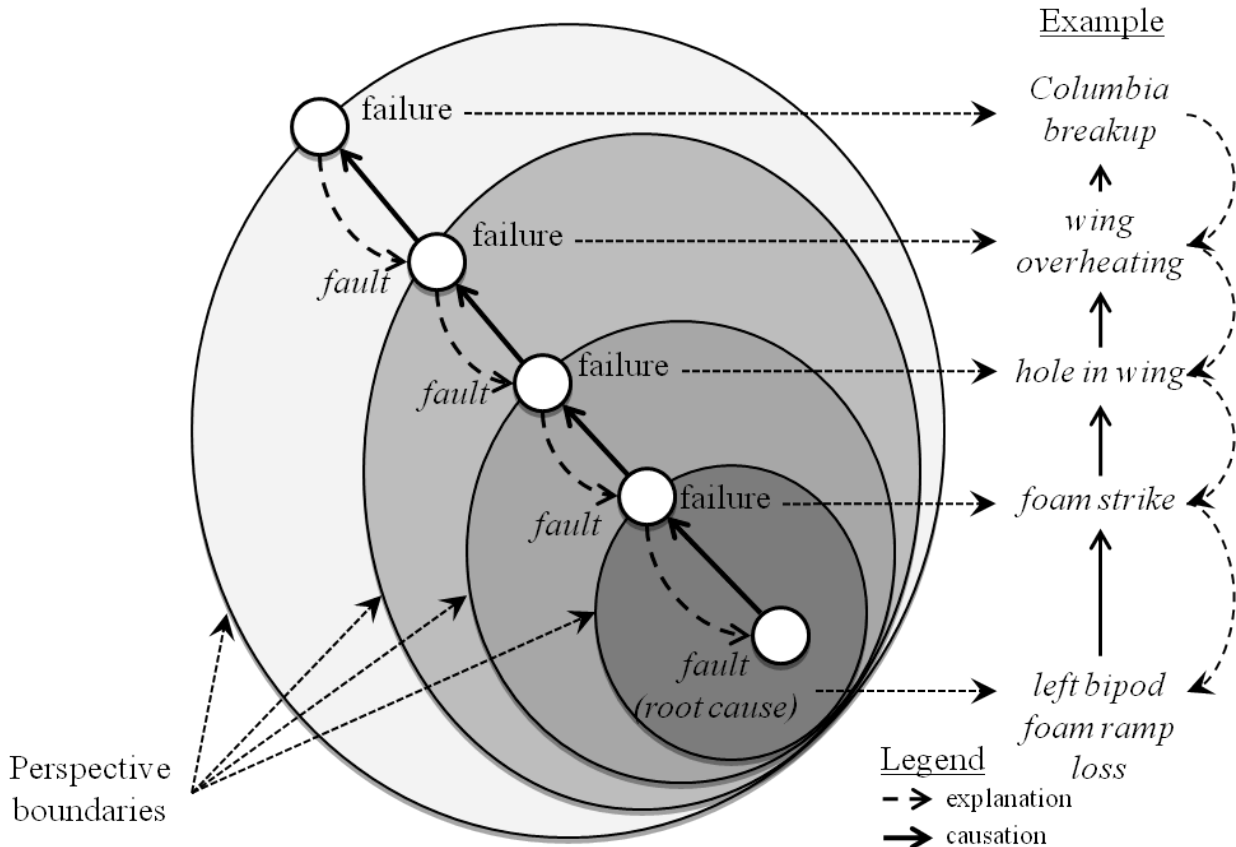 Example
failure
Columbia
breakup
failure
fault
wing
overheating
failure
fault
hole in wing
failure
fault
foam strike
fault
(root cause)
left bipod
foam ramp
loss
Perspective
boundaries
Legend
explanation
causation